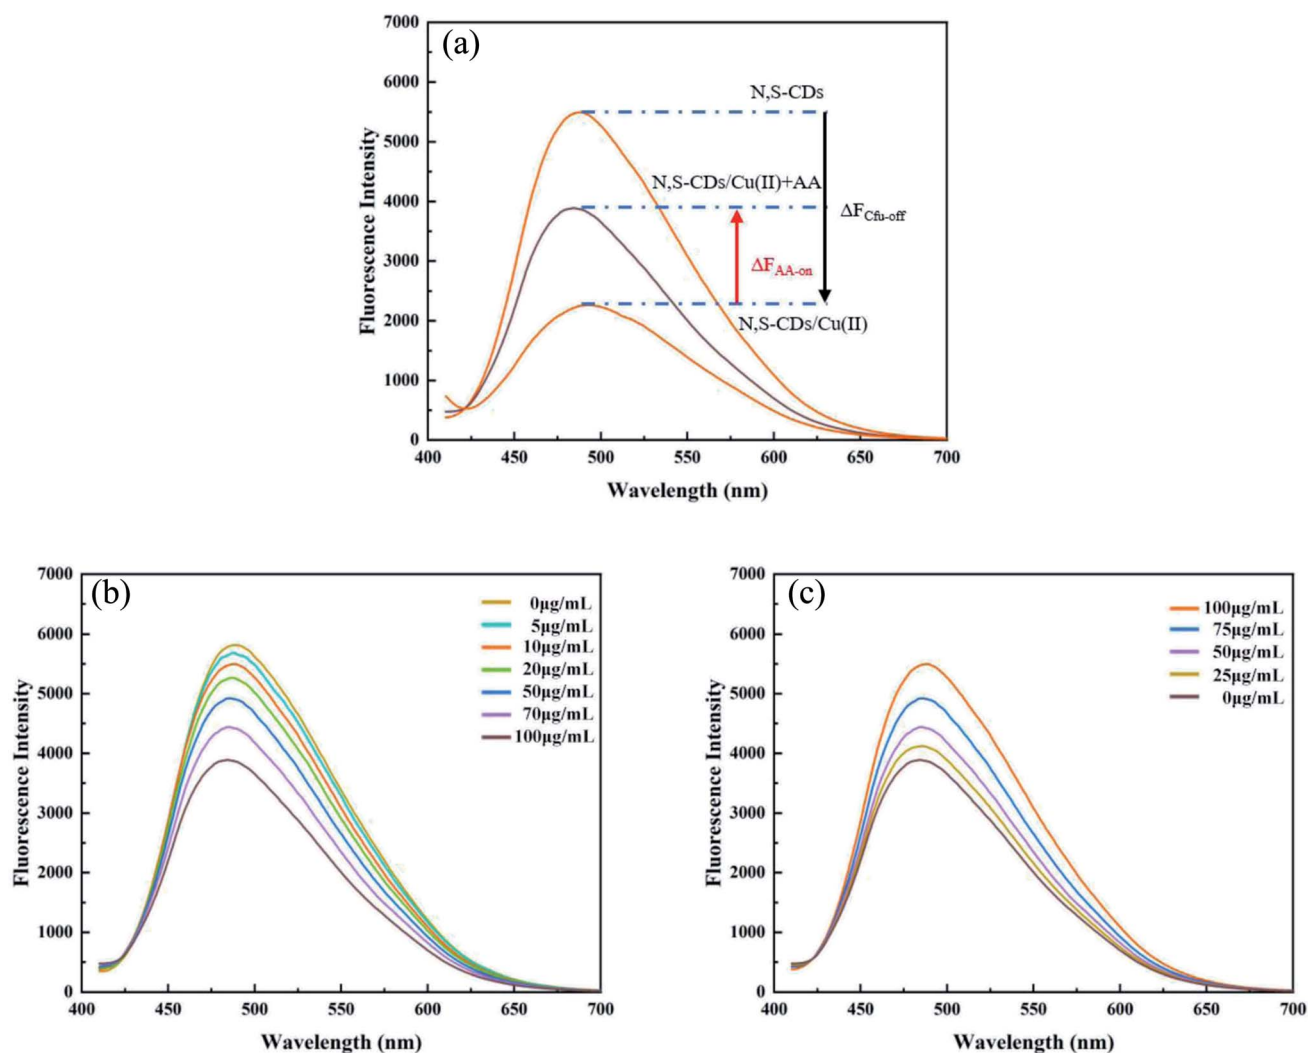 (a)
7000
6000
5000
4000
3000
2000
1000
0
Fluorescence Intensity
N,S-CDs
N,S-CDs/Cu(II)+AA
ΔFCfu-off
ΔFAA-on
N,S-CDs/Cu(II)
400 450 500 550 600 650 700
Wavelength (nm)
(b)
7000
6000
5000
4000
3000
2000
1000
0
Fluorescence Intensity
0μg/mL
5μg/mL
10μg/mL
20μg/mL
50μg/mL
70μg/mL
100μg/mL
400 450 500 550 600 650 700
Wavelength (nm)
(c)
7000
6000
5000
4000
3000
2000
1000
0
Fluorescence Intensity
100μg/mL
75μg/mL
50μg/mL
25μg/mL
0μg/mL
400 450 500 550 600 650 700
Wavelength (nm)